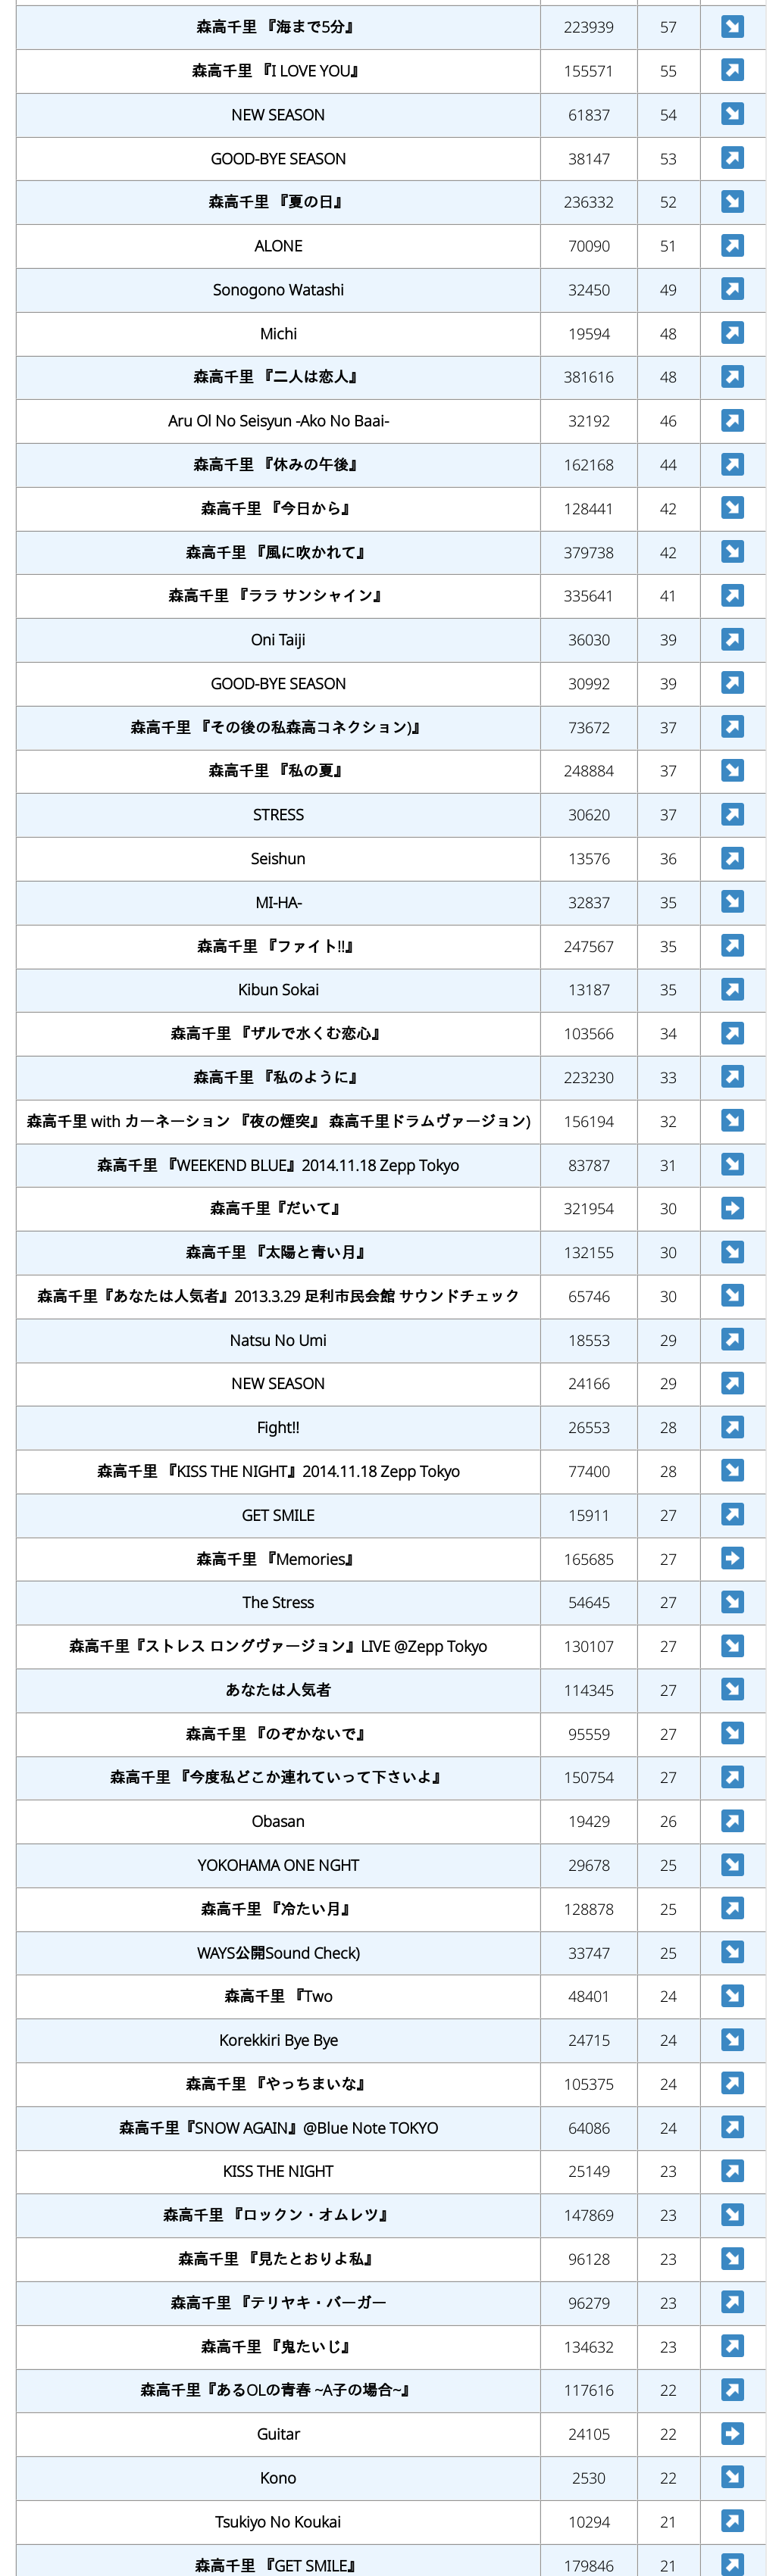 森高千里 『海まで5分』 223939 57 ↘
森高千里 『I LOVE YOU』 155571 55 ↗
NEW SEASON 61837 54 ↘
GOOD-BYE SEASON 38147 53 ↗
森高千里 『夏の日』 236332 52 ↘
ALONE 70090 51 ↗
Sonogono Watashi 32450 49 ↗
Michi 19594 48 ↗
森高千里 『二人は恋人』 381616 48 ↗
Aru Ol No Seisyun -Ako No Baai- 32192 46 ↗
森高千里 『休みの午後』 162168 44 ↗
森高千里 『今日から』 128441 42 ↘
森高千里 『風に吹かれて』 379738 42 ↘
森高千里 『ララ サンシャイン』 335641 41 ↗
Oni Taiji 36030 39 ↗
GOOD-BYE SEASON 30992 39 ↗
森高千里 『その後の私森高コネクション)』 73672 37 ↗
森高千里 『私の夏』 248884 37 ↘
STRESS 30620 37 ↗
Seishun 13576 36 ↗
MI-HA- 32837 35 ↘
森高千里 『ファイト!!』 247567 35 ↗
Kibun Sokai 13187 35 ↗
森高千里 『ザルで水くむ恋心』 103566 34 ↗
森高千里 『私のように』 223230 33 ↗
森高千里 with カーネーション 『夜の煙突』 森高千里ドラムヴァージョン) 156194 32 ↘
森高千里 『WEEKEND BLUE』2014.11.18 Zepp Tokyo 83787 31 ↘
森高千里『だいて』 321954 30 ➡
森高千里 『太陽と青い月』 132155 30 ↘
森高千里『あなたは人気者』2013.3.29 足利市民会館 サウンドチェック 65746 30 ↘
Natsu No Umi 18553 29 ↗
NEW SEASON 24166 29 ↗
Fight!! 26553 28 ↗
森高千里 『KISS THE NIGHT』2014.11.18 Zepp Tokyo 77400 28 ↘
GET SMILE 15911 27 ↗
森高千里 『Memories』 165685 27 ➡
The Stress 54645 27 ↘
森高千里『ストレス ロングヴァージョン』LIVE @Zepp Tokyo 130107 27 ↘
あなたは人気者 114345 27 ↘
森高千里 『のぞかないで』 95559 27 ↘
森高千里 『今度私どこか連れていって下さいよ』 150754 27 ↗
Obasan 19429 26 ↗
YOKOHAMA ONE NGHT 29678 25 ↘
森高千里 『冷たい月』 128878 25 ↗
WAYS公開Sound Check) 33747 25 ↘
森高千里 『Two 48401 24 ↘
Korekkiri Bye Bye 24715 24 ↘
森高千里 『やっちまいな』 105375 24 ↗
森高千里『SNOW AGAIN』@Blue Note TOKYO 64086 24 ↗
KISS THE NIGHT 25149 23 ↗
森高千里 『ロックン・オムレツ』 147869 23 ↘
森高千里 『見たとおりよ私』 96128 23 ↘
森高千里 『テリヤキ・バーガー 96279 23 ↗
森高千里 『鬼たいじ』 134632 23 ↗
森高千里『あるOLの青春 ~A子の場合~』 117616 22 ↗
Guitar 24105 22 ➡
Kono 2530 22 ↘
Tsukiyo No Koukai 10294 21 ↗
森高千里 『GET SMILE』 179846 21 ↗